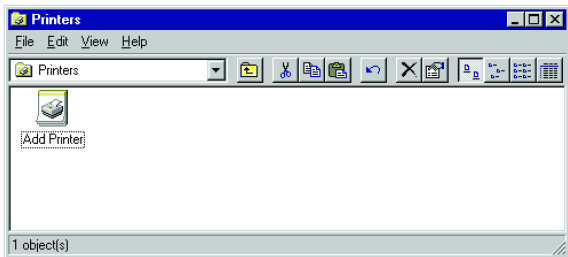 Printers
File Edit View Help
Printers
Add Printer
1 object(s)